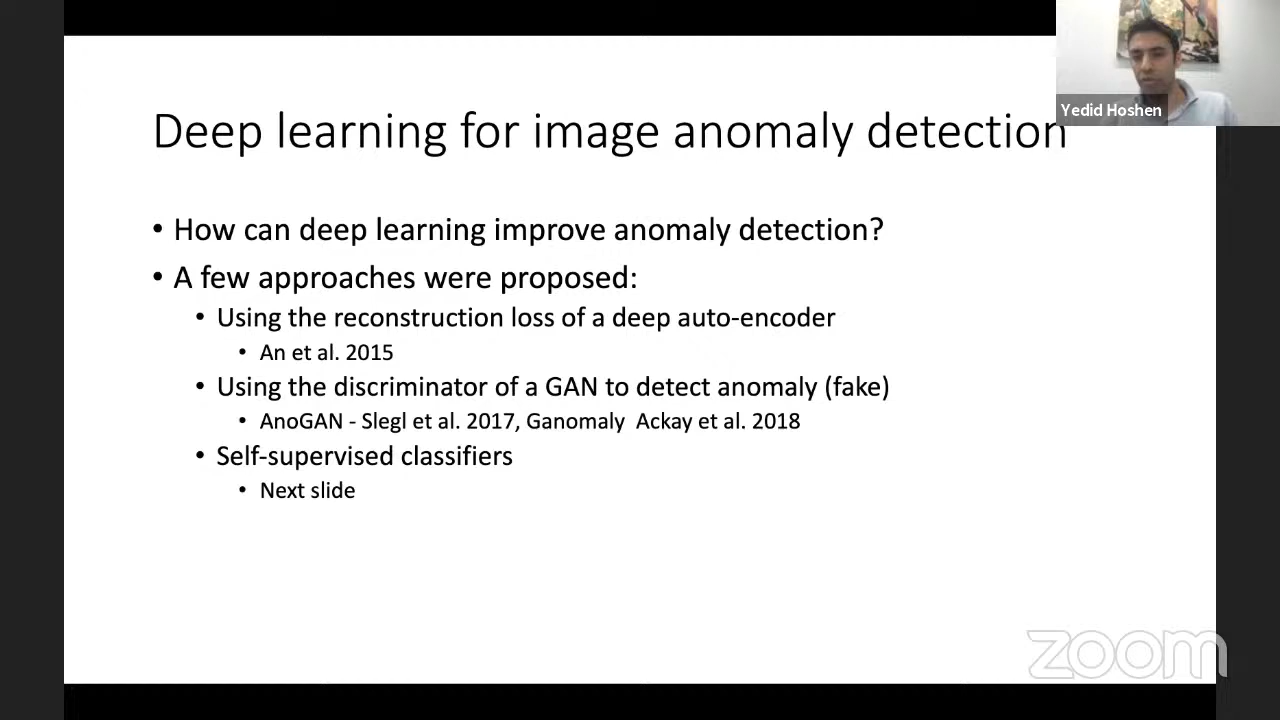 Yedid Hoshen
Deep learning for image anomaly detection
• How can deep learning improve anomaly detection?
• A few approaches were proposed:
• Using the reconstruction loss of a deep auto-encoder
• An et al. 2015
• Using the discriminator of a GAN to detect anomaly (fake)
• AnoGAN - Slegl et al. 2017, Ganomaly  Ackay et al. 2018
• Self-supervised classifiers
• Next slide
zoom